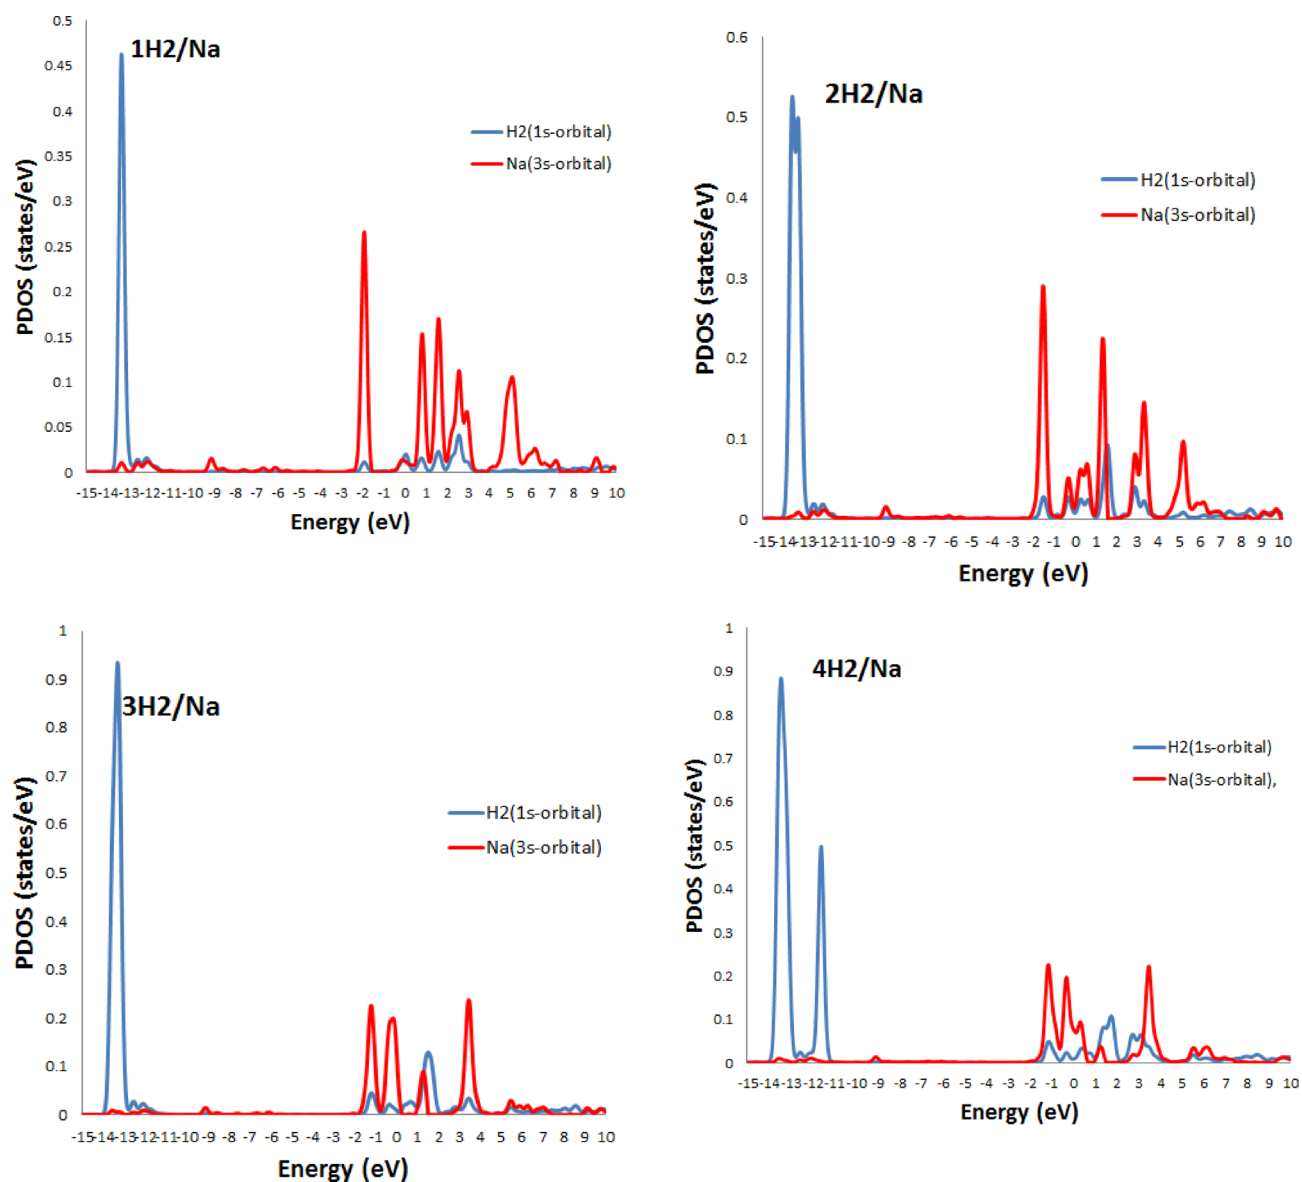 1H2/Na
PDOS (states/eV)
0.5
0.45
0.4
0.35
0.3
0.25
0.2
0.15
0.1
0.05
0
H2(1s-orbital)
Na(3s-orbital)
-15-14-13-12-11-10 -9 -8 -7 -6 -5 -4 -3 -2 -1 0 1 2 3 4 5 6 7 8 9 10
Energy (eV)
2H2/Na
PDOS (states/eV)
0.6
0.5
0.4
0.3
0.2
0.1
0
H2(1s-orbital)
Na(3s-orbital)
-15-14-13-12-11-10 -9 -8 -7 -6 -5 -4 -3 -2 -1 0 1 2 3 4 5 6 7 8 9 10
Energy (eV)
3H2/Na
PDOS (states/eV)
1
0.9
0.8
0.7
0.6
0.5
0.4
0.3
0.2
0.1
0
H2(1s-orbital)
Na(3s-orbital)
-15-14-13-12-11-10 -9 -8 -7 -6 -5 -4 -3 -2 -1 0 1 2 3 4 5 6 7 8 9 10
Energy (eV)
4H2/Na
PDOS (states/eV)
1
0.9
0.8
0.7
0.6
0.5
0.4
0.3
0.2
0.1
0
H2(1s-orbital)
Na(3s-orbital),
-15-14-13-12-11-10 -9 -8 -7 -6 -5 -4 -3 -2 -1 0 1 2 3 4 5 6 7 8 9 10
Energy (eV)